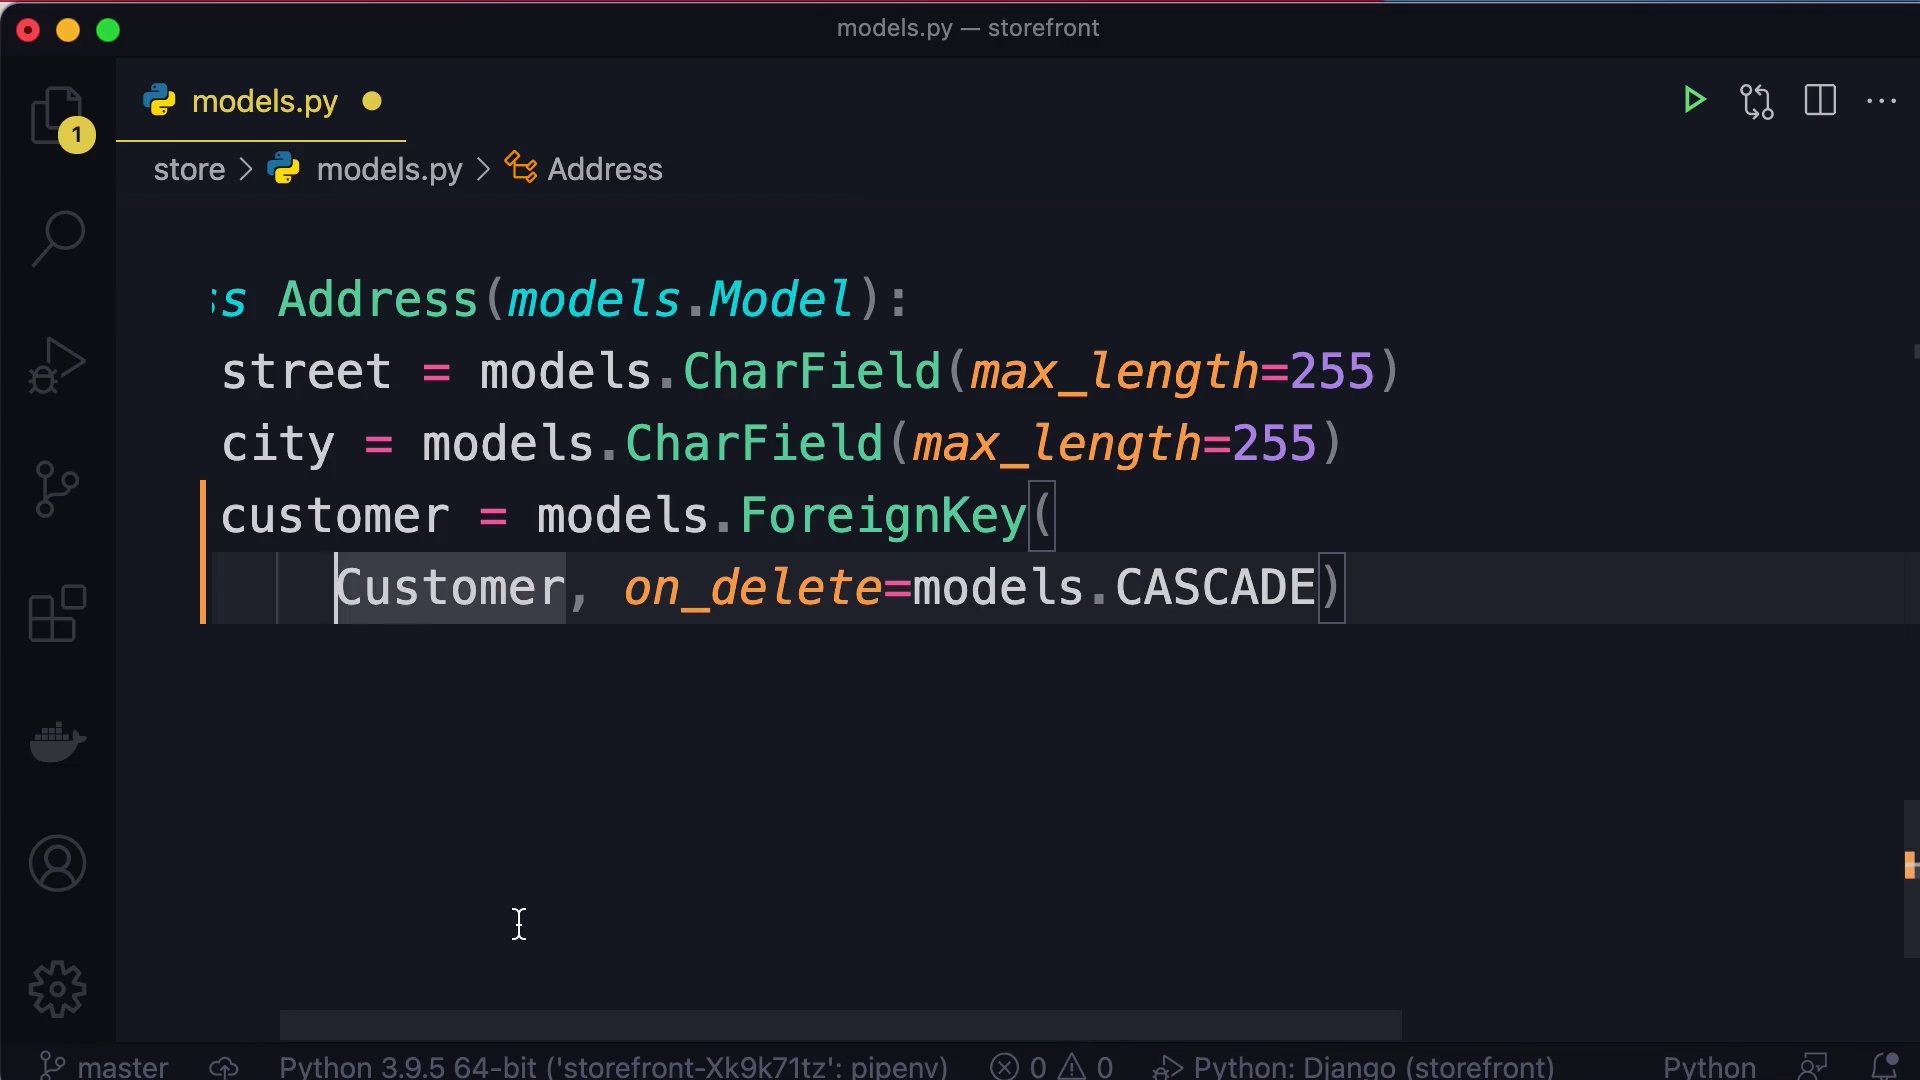 models.py — storefront
models.py
1
store > models.py > Address
ss Address(models.Model):
street = models.CharField(max_length=255)
city = models.CharField(max_length=255)
customer = models.ForeignKey(
Customer, on_delete=models.CASCADE)
master Python 3.9.5 64-bit ('storefront-Xk9k71tz': pipenv) 0 0 Python: Django (storefront) Python